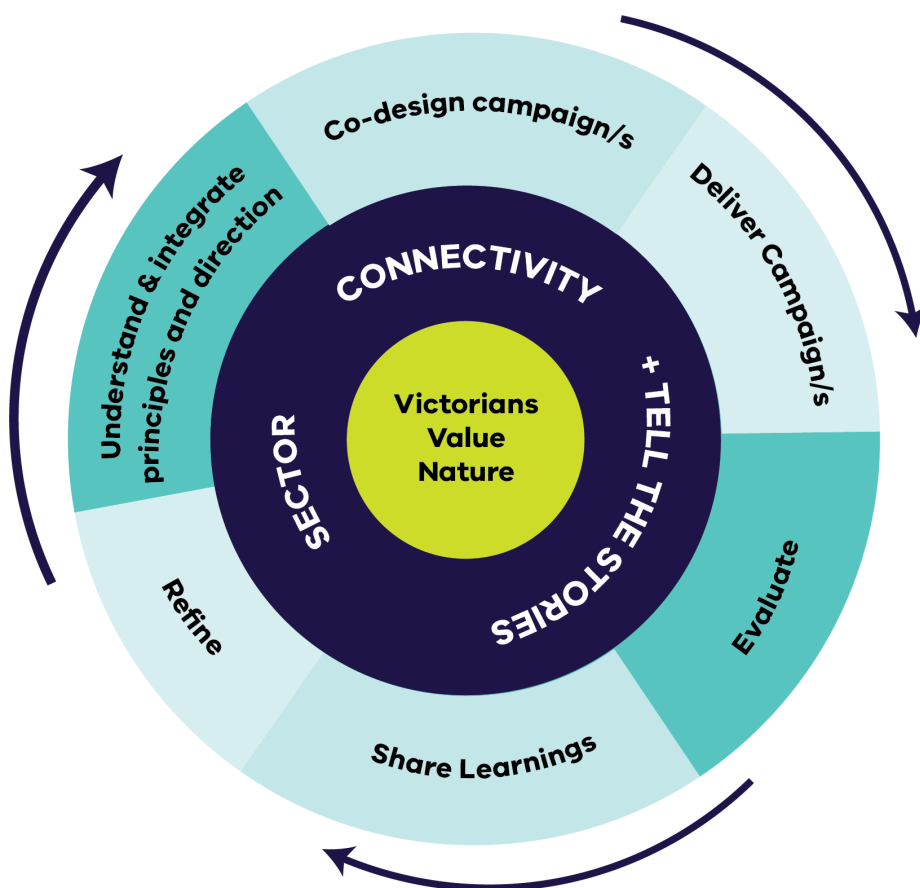 Co-design campaign/s
Deliver Campaign/s
Evaluate
Share Learnings
Refine
Understand & integrate
principles and direction
SECTOR
CONNECTIVITY
+ TELL THE STORIES
Victorians
Value
Nature